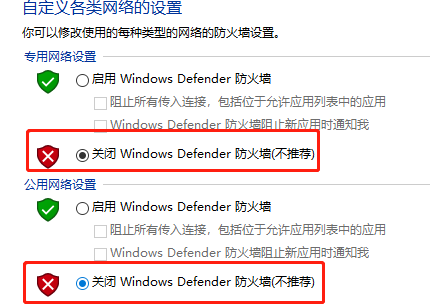 自定义各类网络的设置
你可以修改使用的每种类型的网络的防火墙设置。
专用网络设置
启用 Windows Defender 防火墙
阻止所有传入连接，包括位于允许应用列表中的应用
Windows Defender 防火墙阻止新应用时通知我
关闭 Windows Defender 防火墙(不推荐)
公用网络设置
启用 Windows Defender 防火墙
阻止所有传入连接，包括位于允许应用列表中的应用
Windows Defender 防火墙阻止新应用时通知我
关闭 Windows Defender 防火墙(不推荐)